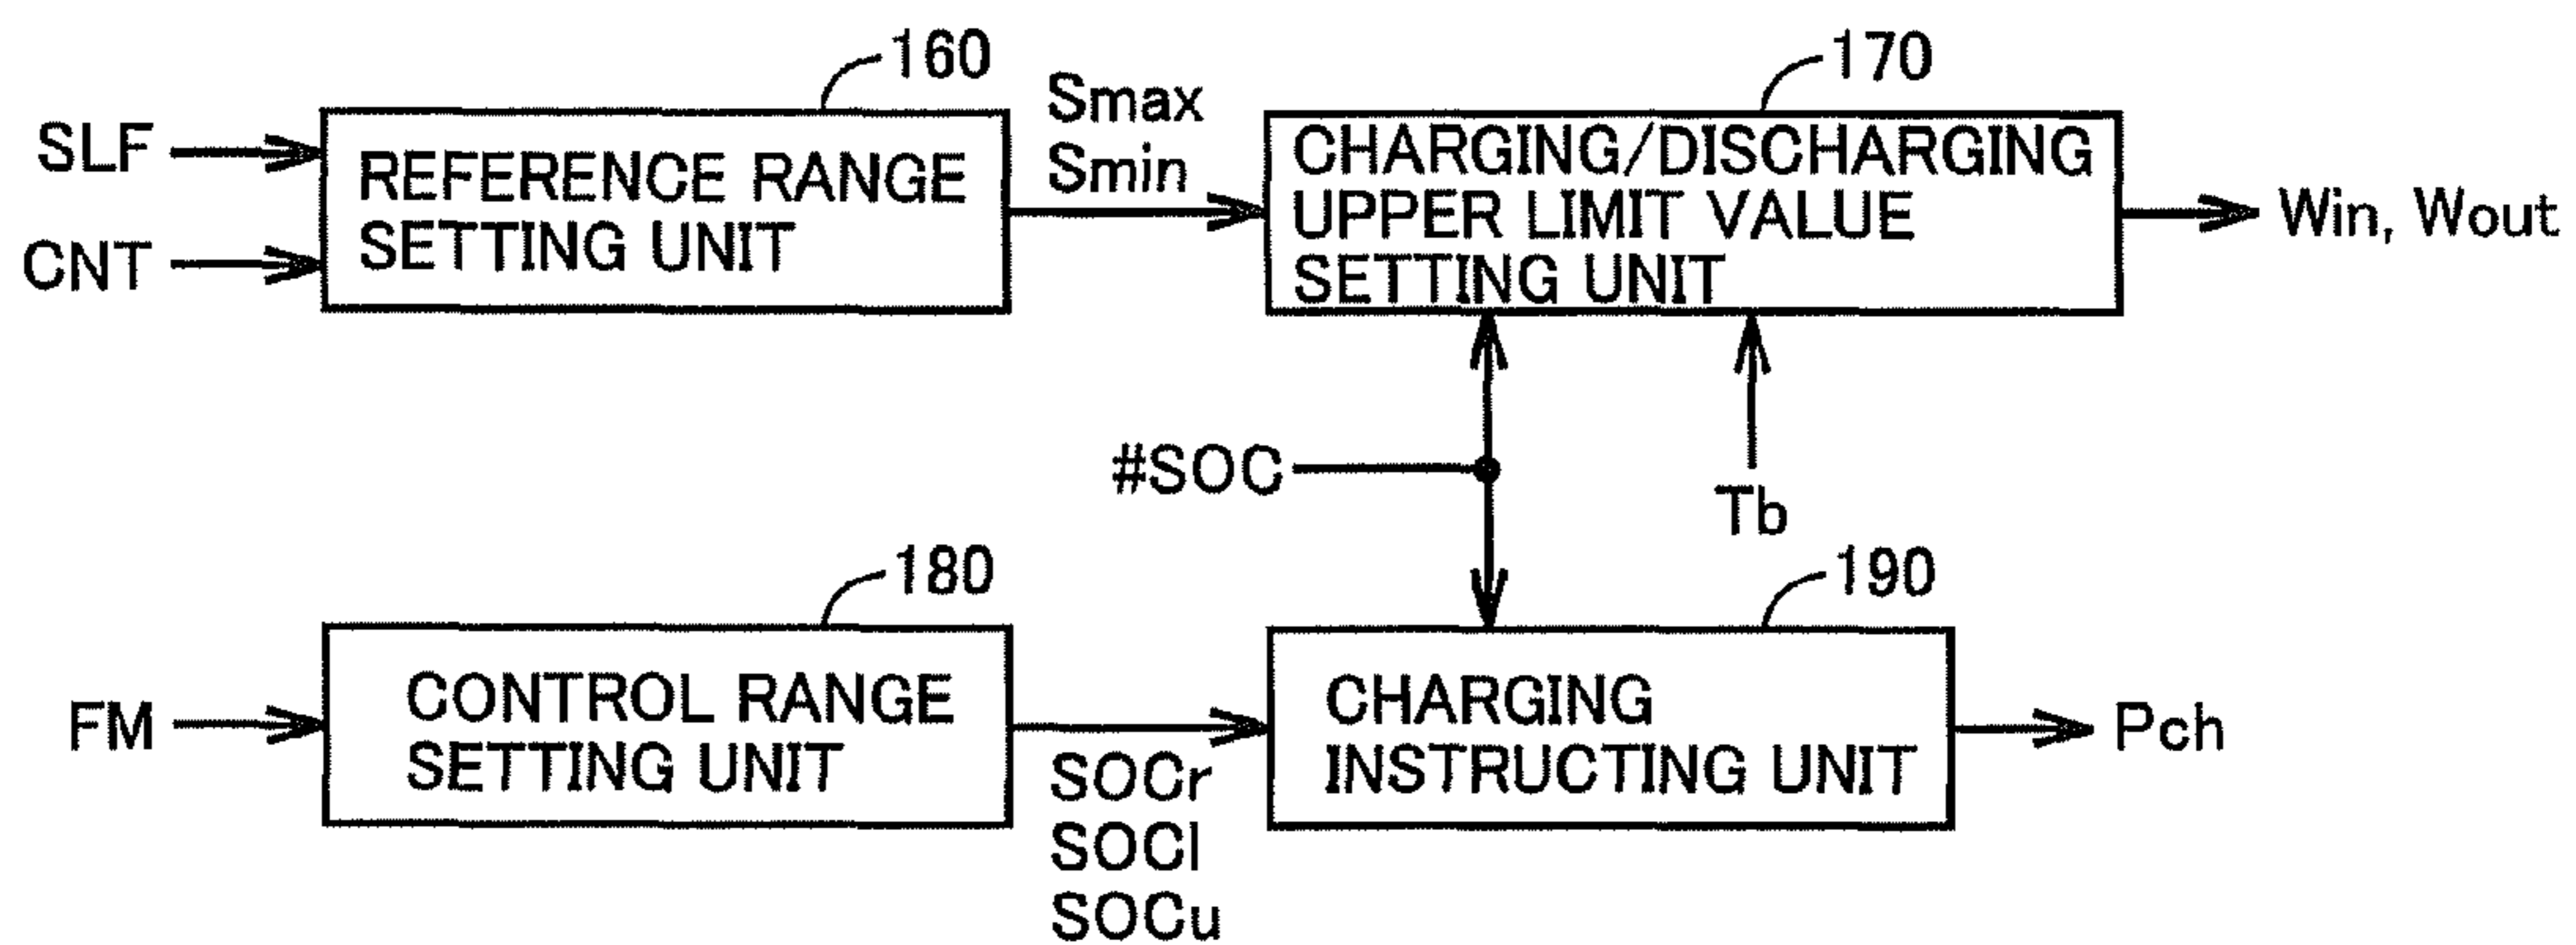 160
170
SLF
CNT
REFERENCE RANGE
SETTING UNIT
Smax
Smin
CHARGING/DISCHARGING
UPPER LIMIT VALUE
SETTING UNIT
Win, Wout
#SOC
Tb
180
190
FM
CONTROL RANGE
SETTING UNIT
SOCr
SOCl
SOCu
CHARGING
INSTRUCTING UNIT
Pch